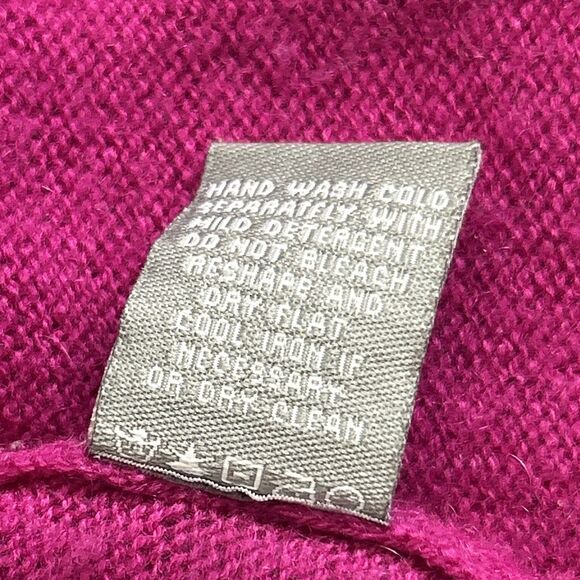 HAND WASH COLD
SEPARATELY WITH
MILD DETERGENT
DO NOT BLEACH
RESHAPE AND
DRY FLAT
COOL IRON IF
NECESSARY
OR DRY CLEAN